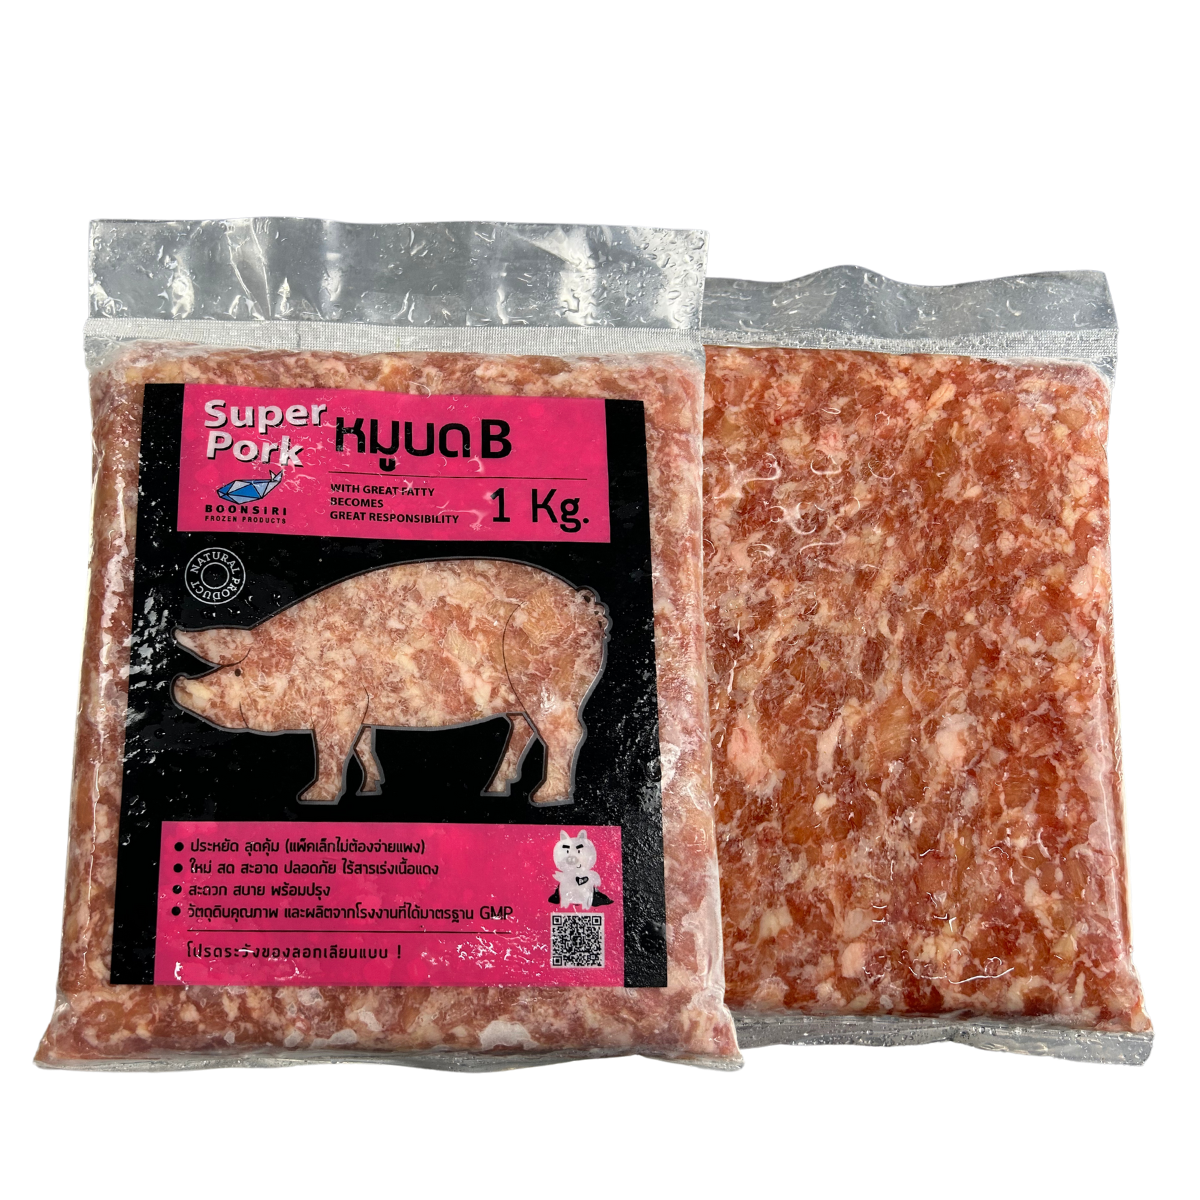 Super
Pork
หมูบด B
BOONSIRI
FROZEN PRODUCTS
WITH GREAT FATTY
BECOMES
GREAT RESPONSIBILITY
1 Kg.
NATURAL PRODUCT
• ประหยัด สุดคุ้ม (แพ็คเล็กไม่ต้องจ่ายแพง)
• ใหม่ สด สะอาด ปลอดภัย ไร้สารเร่งเนื้อแดง
• สะดวก สบาย พร้อมปรุง
• วัตถุดิบคุณภาพ และผลิตจากโรงงานที่ได้มาตรฐาน GMP
โปรดระวังของลอกเลียนแบบ !